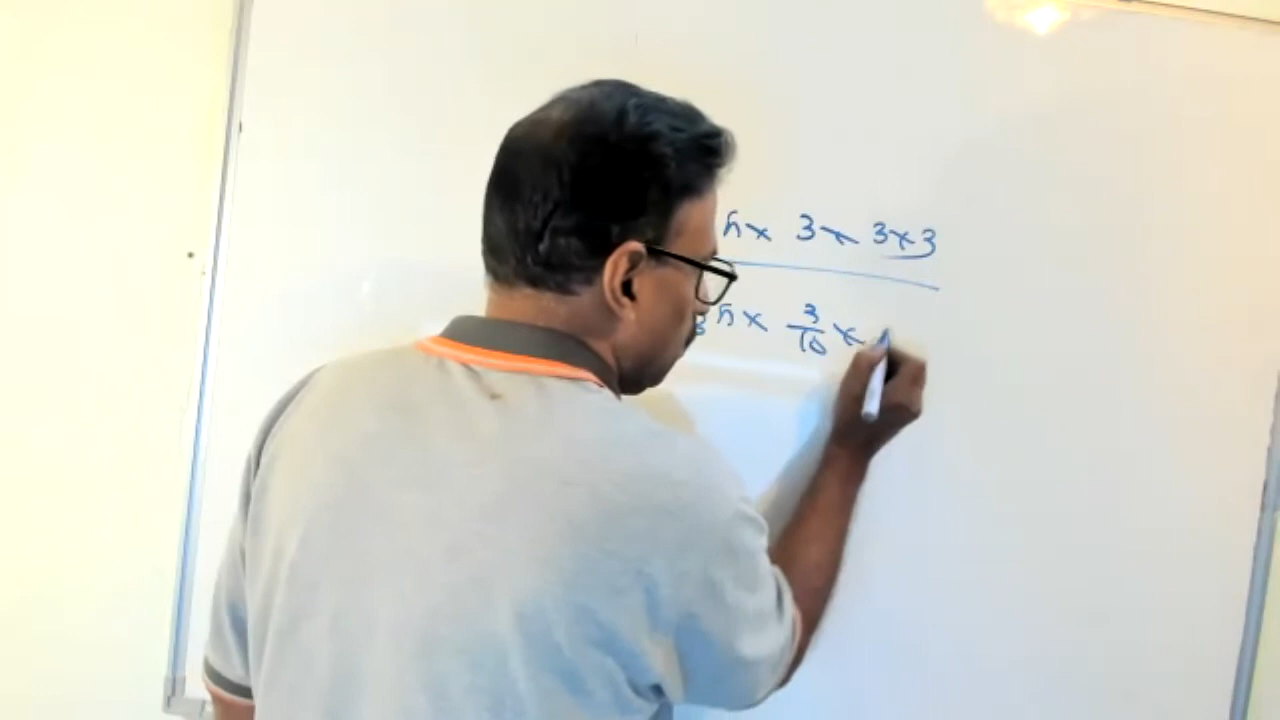 π × 3 × 3 × 3
π × 3/10 ×